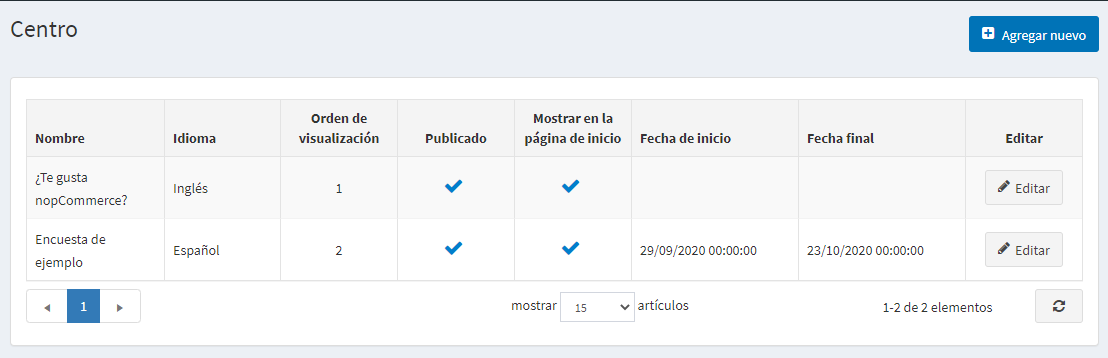 Centro
Agregar nuevo
Nombre Idioma Orden de visualización Publicado Mostrar en la página de inicio Fecha de inicio Fecha final Editar
¿Te gusta nopCommerce? Inglés 1 Editar
Encuesta de ejemplo Español 2 29/09/2020 00:00:00 23/10/2020 00:00:00 Editar
1 mostrar 15 artículos 1-2 de 2 elementos